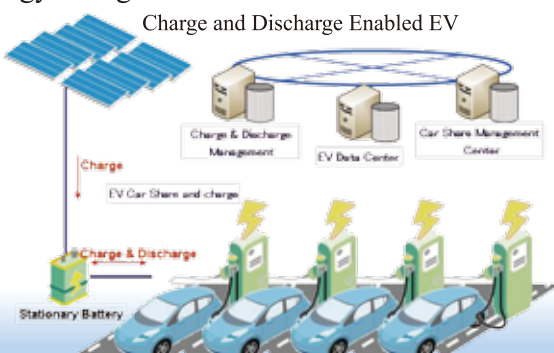 Charge and Discharge Enabled EV
Charge & Discharge
Management
EV Data Center
Car Share Management
Center
Charge
EV Car Share and charge
Charge & Discharge
Stationary Battery